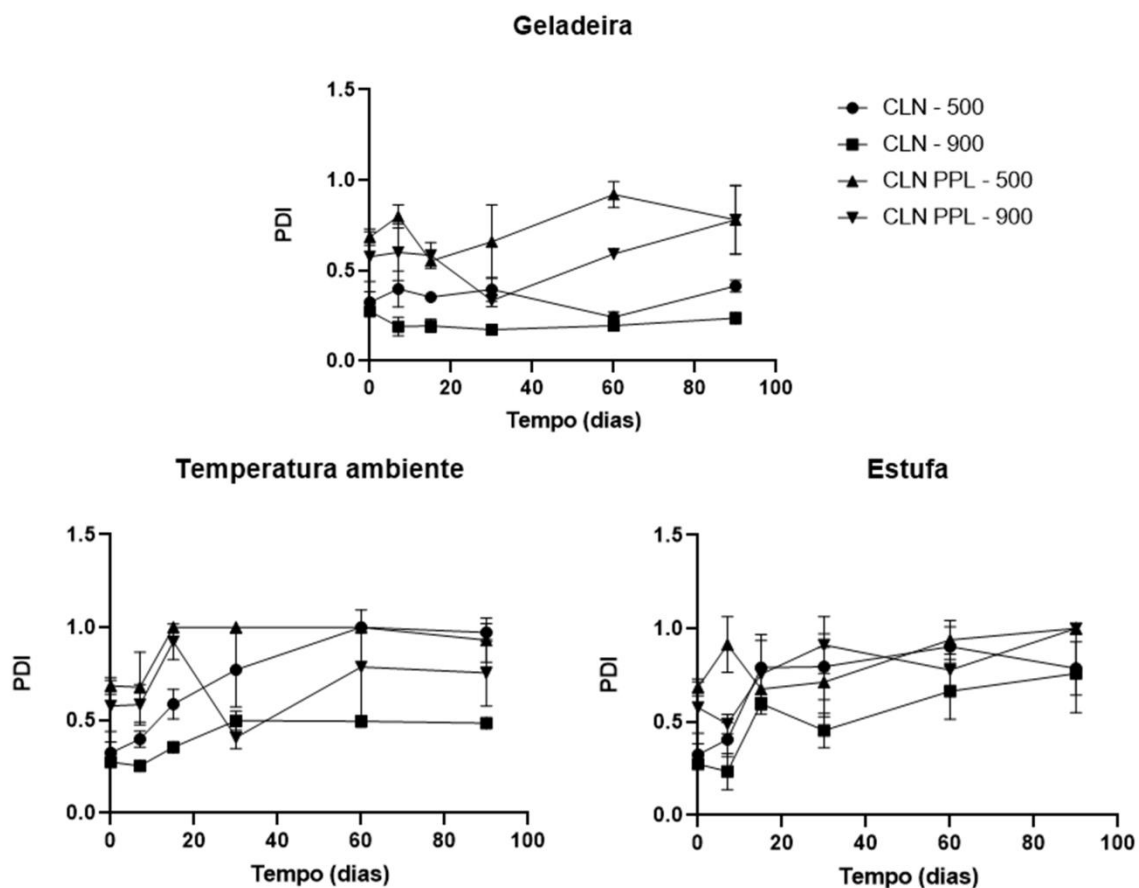 Geladeira
1.5
1.0
0.5
0.0
PDI
0 20 40 60 80 100
Tempo (dias)
CLN - 500
CLN - 900
CLN PPL - 500
CLN PPL - 900
Temperatura ambiente
1.5
1.0
0.5
0.0
PDI
0 20 40 60 80 100
Tempo (dias)
Estufa
1.5
1.0
0.5
0.0
PDI
0 20 40 60 80 100
Tempo (dias)